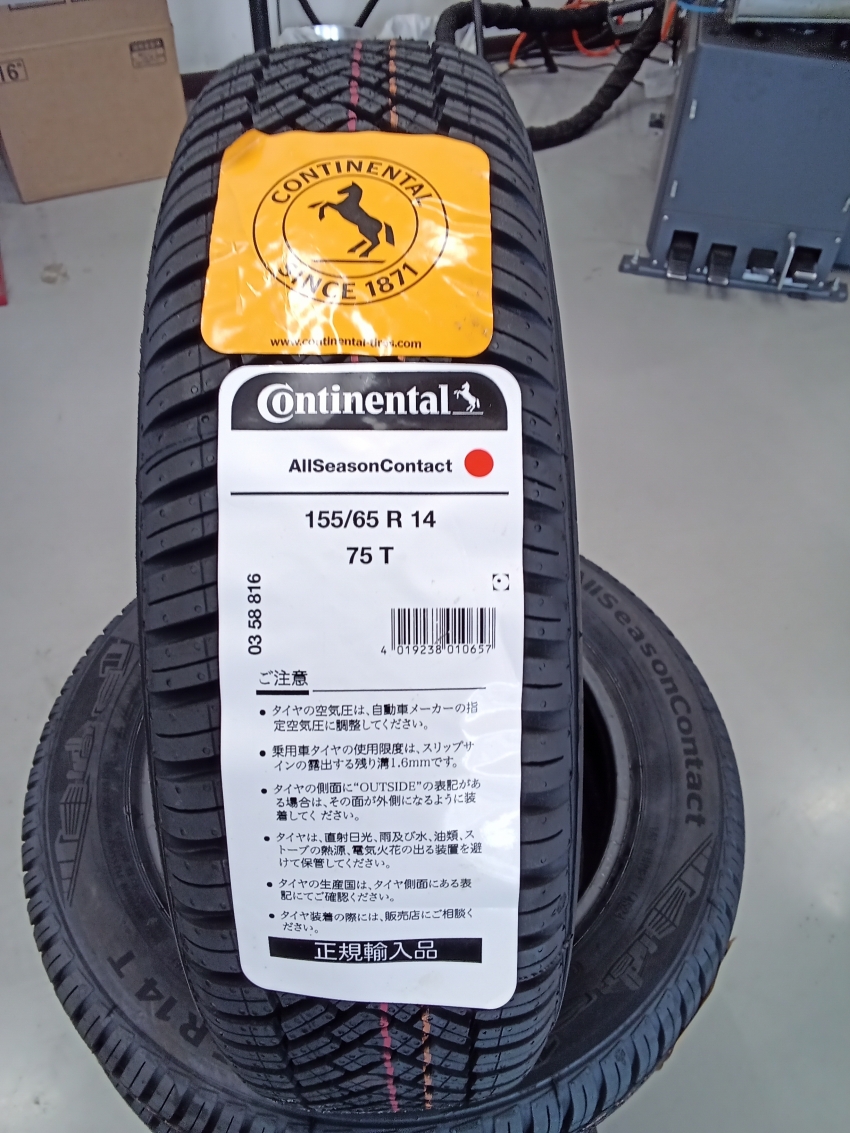 16"
CONTINENTAL
SINCE 1871
www.continental-tires.com
Continental
AllSeasonContact
155/65 R 14
75 T
03 58 816
4 019238 010657
ご注意
● タイヤの空気圧は、自動車メーカーの指
定空気圧に調整してください。
● 乗用車タイヤの使用限度は、スリップサ
インの露出する残り溝1.6mmです。
● タイヤの側面に“OUTSIDE”の表記があ
る場合は、その面が外側になるように装
着してください。
● タイヤは、直射日光、雨及び水、油類、ス
トーブの熱源、電気火花の出る装置を避
けて保管してください。
● タイヤの生産国は、タイヤ側面にある表
記にてご確認ください。
● タイヤ装着の際には、販売店にご相談く
ださい。
正規輸入品
AllSeasonContact
R 14 T